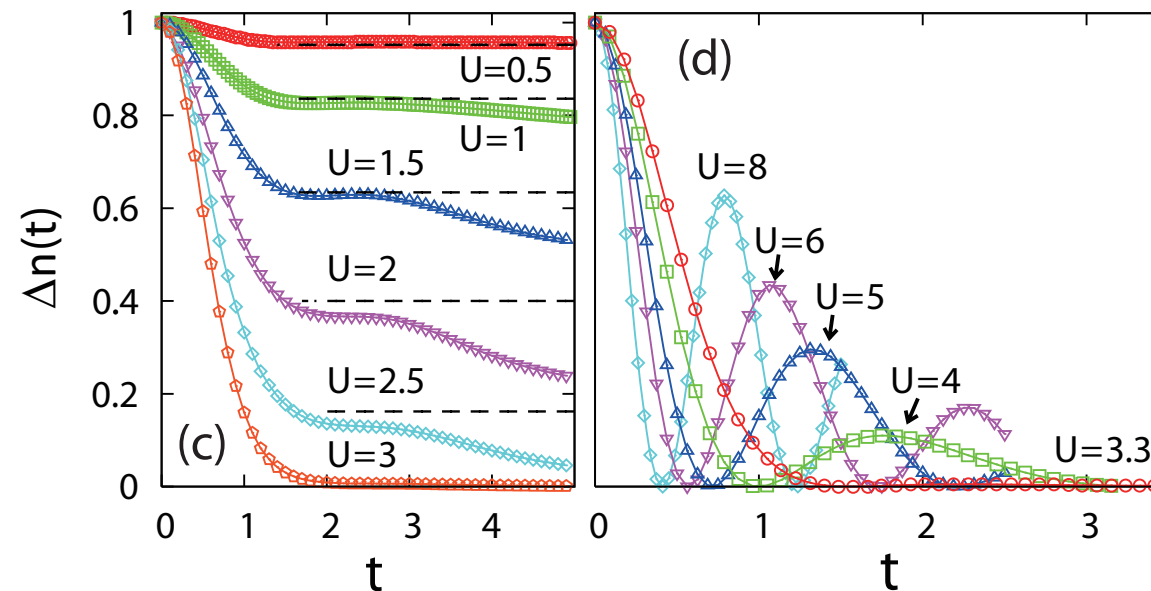 1
0.8
0.6
0.4
0.2
0
Δn(t)
U=0.5
U=1
U=1.5
U=2
U=2.5
U=3
(c)
0 1 2 3 4
t
(d)
U=8
U=6
U=5
U=4
U=3.3
0 1 2 3
t